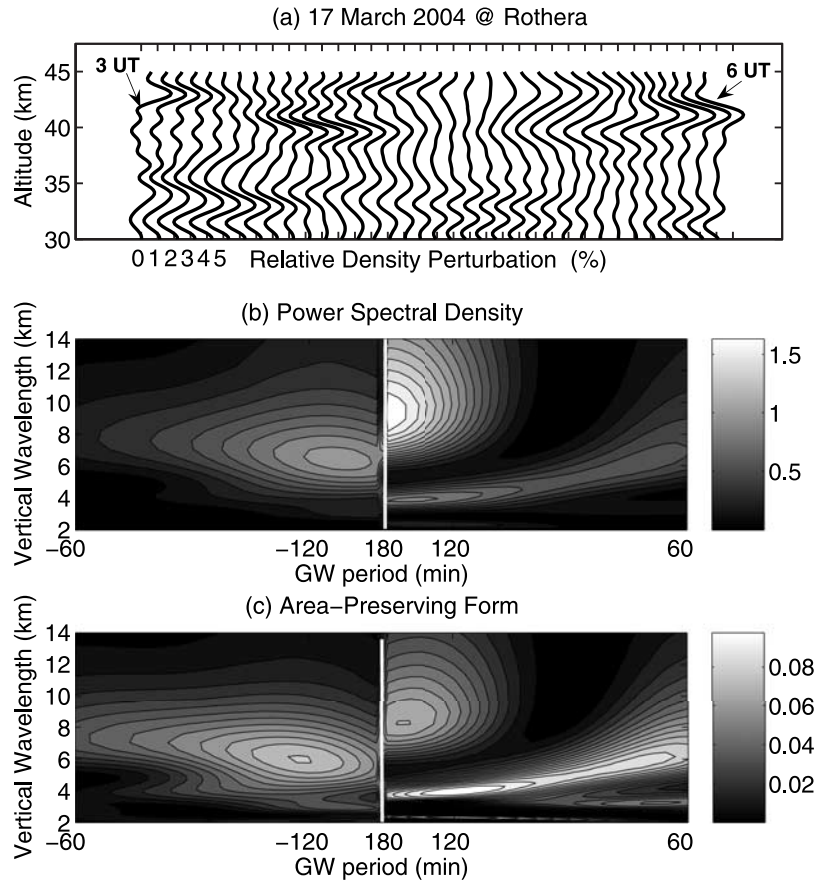 (a) 17 March 2004 @ Rothera
45
40
35
30
Altitude (km)
3 UT
6 UT
0 1 2 3 4 5 Relative Density Perturbation (%)
(b) Power Spectral Density
14
12
10
8
6
4
2
Vertical Wavelength (km)
−60 −120 180 120 60
GW period (min)
1.5
1
0.5
(c) Area−Preserving Form
14
12
10
8
6
4
2
Vertical Wavelength (km)
−60 −120 180 120 60
GW period (min)
0.08
0.06
0.04
0.02